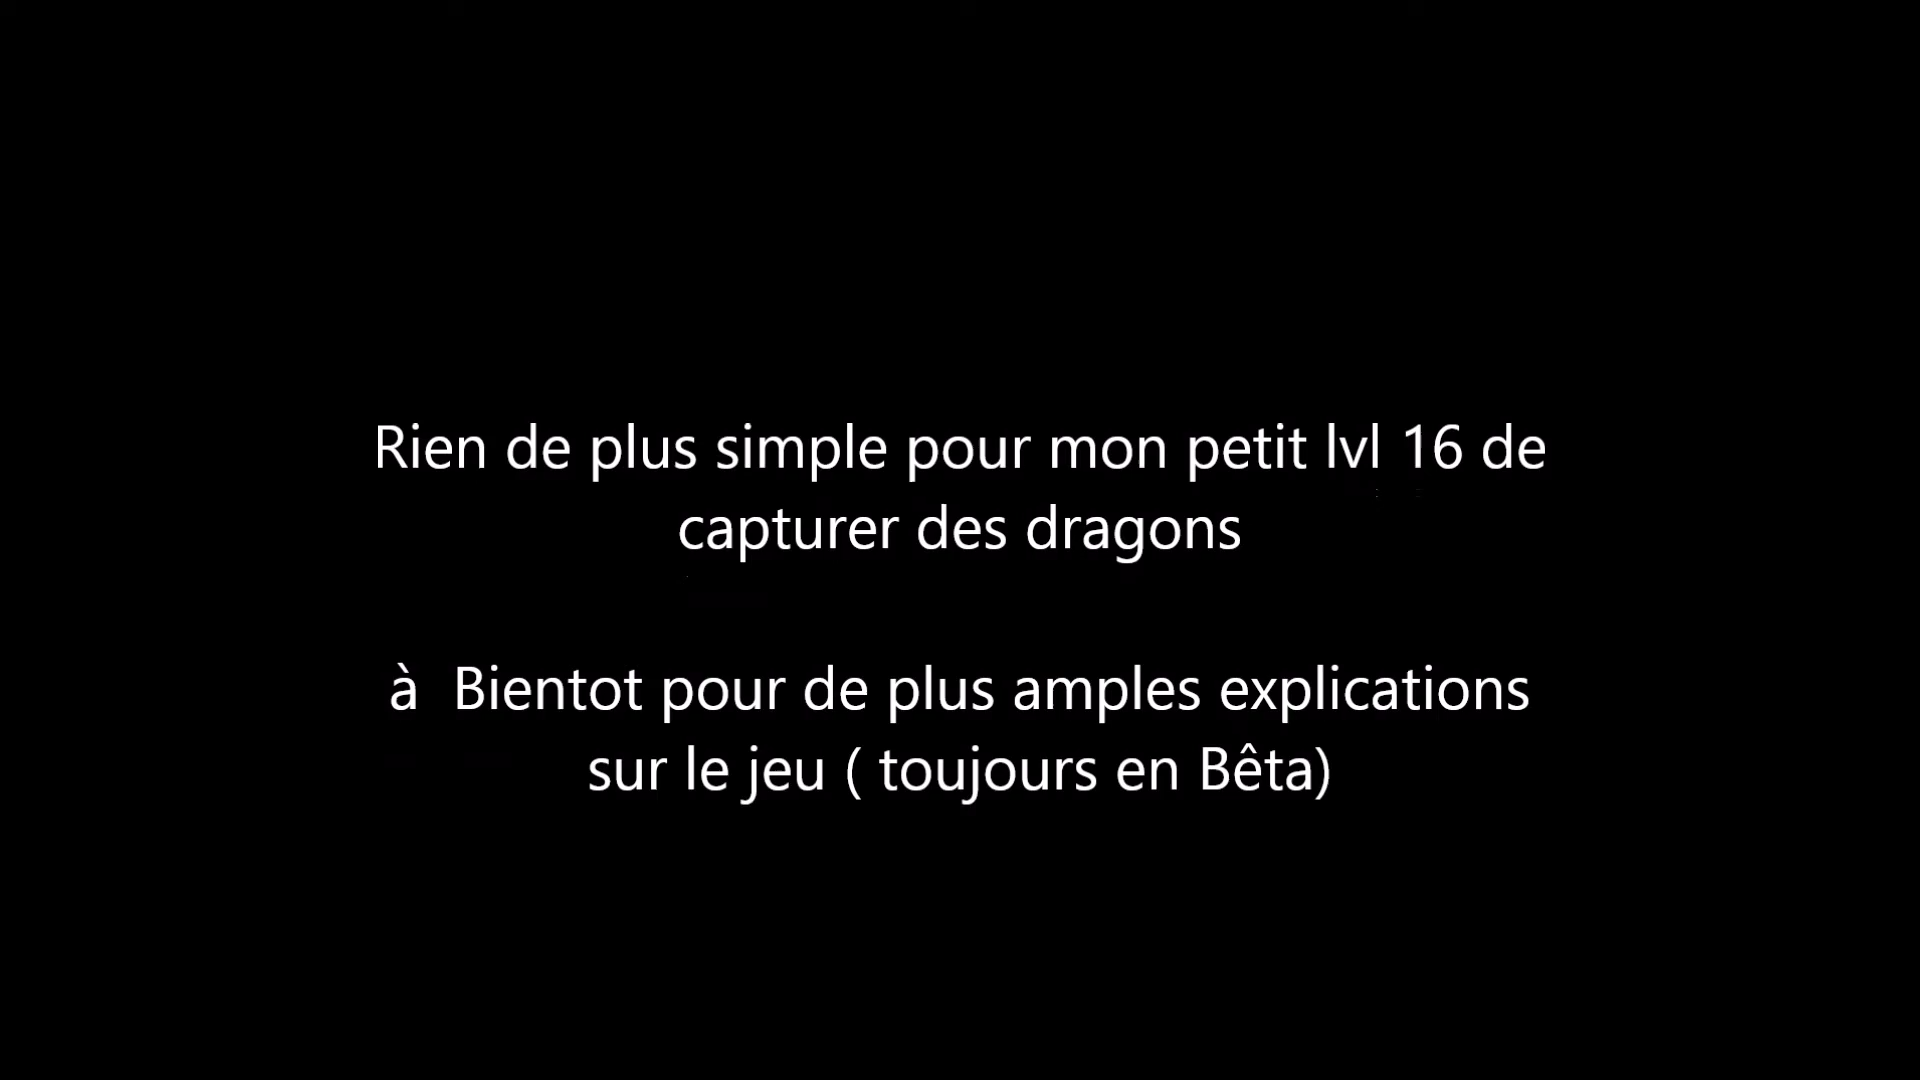 Rien de plus simple pour mon petit lvl 16 de
capturer des dragons
à  Bientot pour de plus amples explications
sur le jeu ( toujours en Bêta)